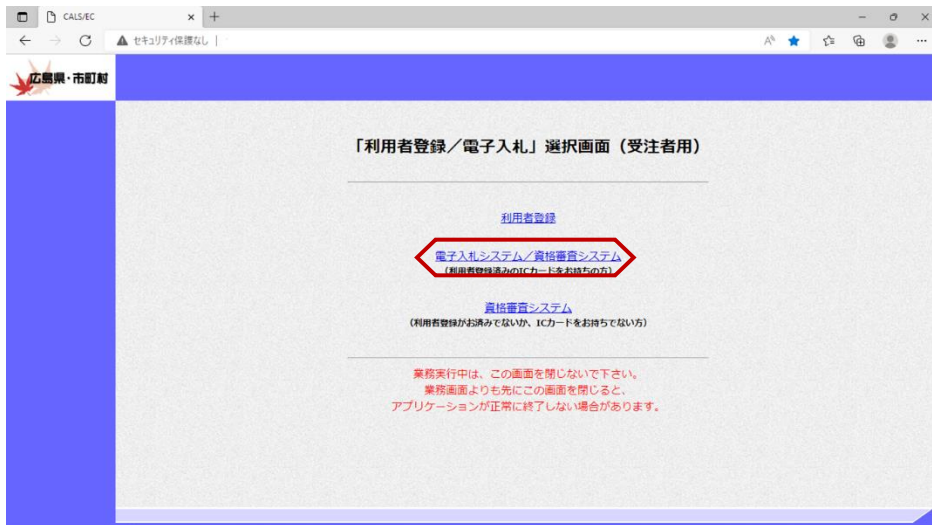 CALS/EC
セキュリティ保護なし
広島県・市町村
「利用者登録／電子入札」選択画面（受注者用）
利用者登録
電子入札システム／資格審査システム
（利用者登録済みのICカードをお持ちの方）
資格審査システム
（利用者登録がお済みでないか、ICカードをお持ちでない方）
業務実行中は、この画面を閉じないで下さい。
業務画面よりも先にこの画面を閉じると、
アプリケーションが正常に終了しない場合があります。